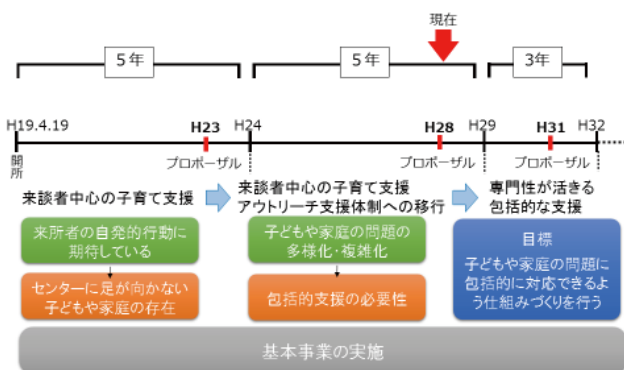 現在
5年
5年
3年
H19.4.19
H23
H24
H28
H29
H31
H32
開所
プロポーザル
プロポーザル
プロポーザル
来談者中心の子育て支援
来談者中心の子育て支援
アウトリーチ支援体制への移行
専門性が活きる
包括的な支援
来所者の自発的行動に
期待している
子どもや家庭の問題の
多様化・複雑化
目標
子どもや家庭の問題に
包括的に対応できるよ
う仕組みづくりを行う
センターに足が向かない
子どもや家庭の存在
包括的支援の必要性
基本事業の実施